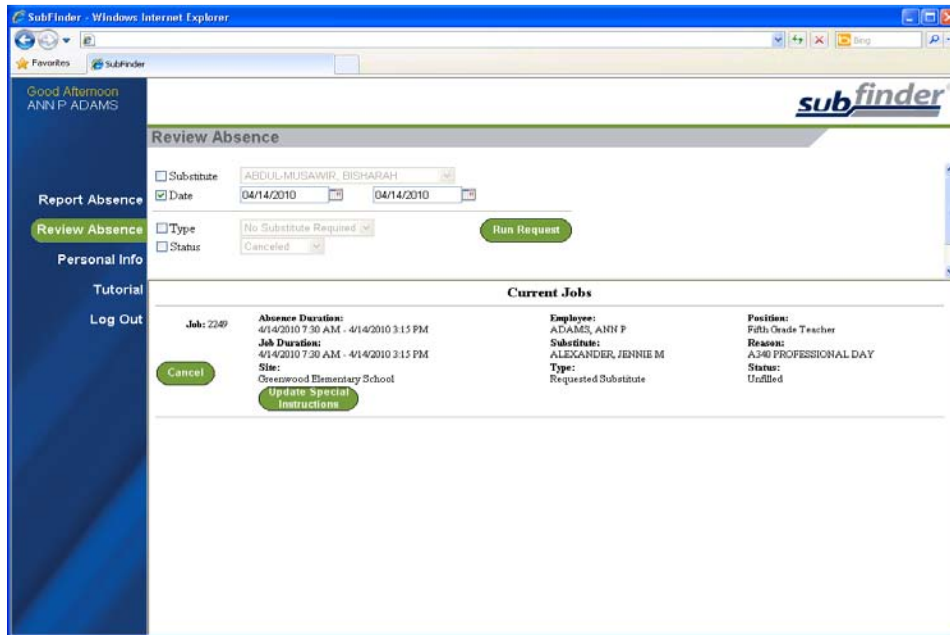 SubFinder - Windows Internet Explorer
Bing
Favorites SubFinder
Good Afternoon
ANN P ADAMS
subfinder
Review Absence
Substitute ABDUL-MUSAWIR, BISHARAH
Date 04/14/2010 04/14/2010
Type No Substitute Required
Run Request
Status Canceled
Report Absence
Review Absence
Personal Info
Tutorial
Log Out
Current Jobs
Job: 2249
Absence Duration:
4/14/2010 7:30 AM - 4/14/2010 3:15 PM
Job Duration:
4/14/2010 7:30 AM - 4/14/2010 3:15 PM
Site:
Greenwood Elementary School
Employee:
ADAMS, ANN P
Substitute:
ALEXANDER, JENNIE M
Type:
Requested Substitute
Position:
Fifth Grade Teacher
Reason:
A340 PROFESSIONAL DAY
Status:
Unfilled
Cancel
Update Special
Instructions